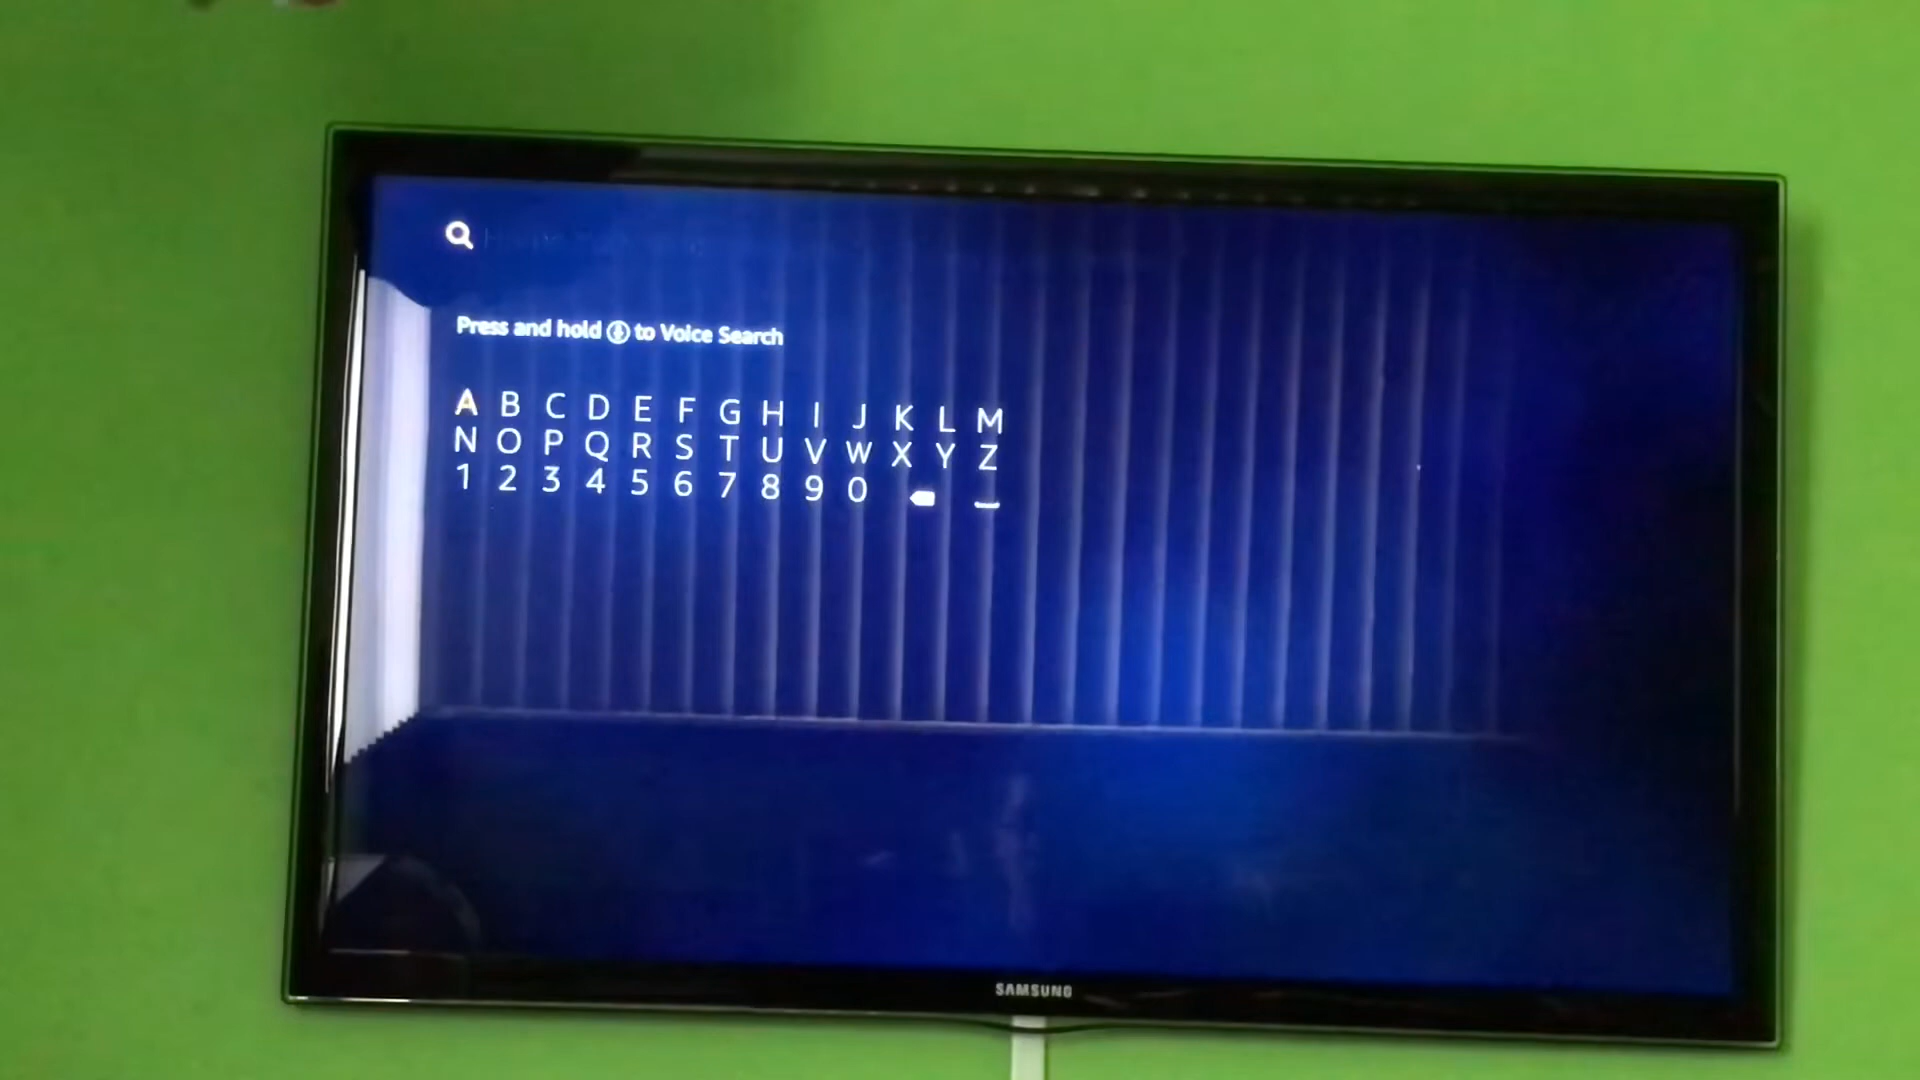 Press and hold to Voice Search
A B C D E F G H I J K L M
N O P Q R S T U V W X Y Z
1 2 3 4 5 6 7 8 9 0
SAMSUNG